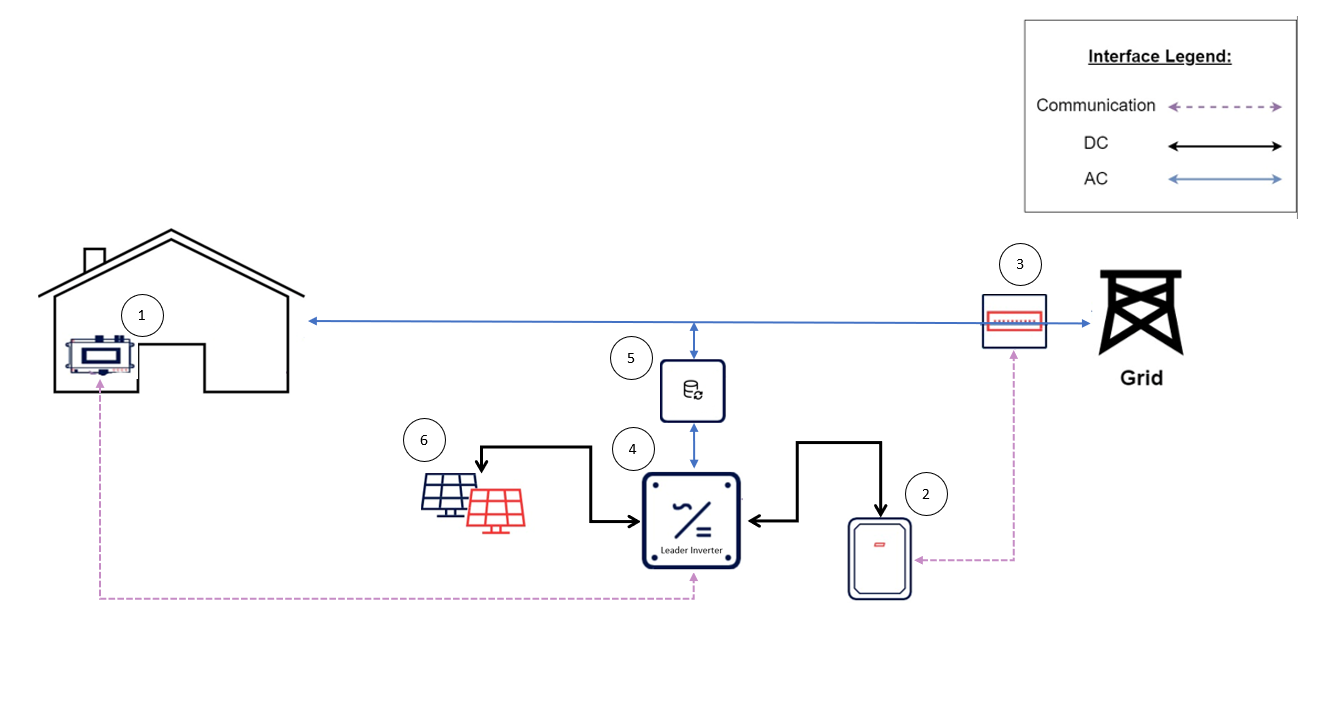 Interface Legend:
Communication
DC
AC
3
1
Grid
5
6
4
2
Leader Inverter